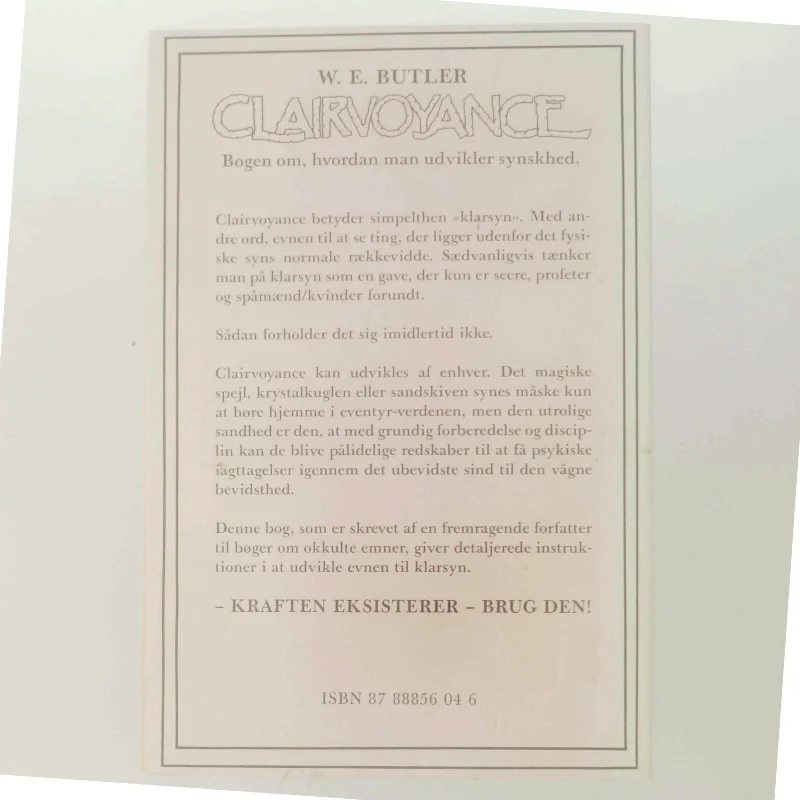 W. E. BUTLER
CLAIRVOYANCE
Bogen om, hvordan man udvikler synskhed.
Clairvoyance betyder simpelthen »klarsyn«. Med an-
dre ord, evnen til at se ting, der ligger udenfor det fysi-
ske syns normale rækkevidde. Sædvanligvis tænker
man på klarsyn som en gave, der kun er seere, profeter
og spåmænd/kvinder forundt.
Sådan forholder det sig imidlertid ikke.
Clairvoyance kan udvikles af enhver. Det magiske
spejl, krystalkuglen eller sandskiven synes måske kun
at høre hjemme i eventyr-verdenen, men den utrolige
sandhed er den, at med grundig forberedelse og discip-
lin kan de blive pålidelige redskaber til at få psykiske
iagttagelser igennem det ubevidste sind til den vågne
bevidsthed.
Denne bog, som er skrevet af en fremragende forfatter
til bøger om okkulte emner, giver detaljerede instruk-
tioner i at udvikle evnen til klarsyn.
– KRAFTEN EKSISTERER – BRUG DEN!
ISBN 87 88856 04 6